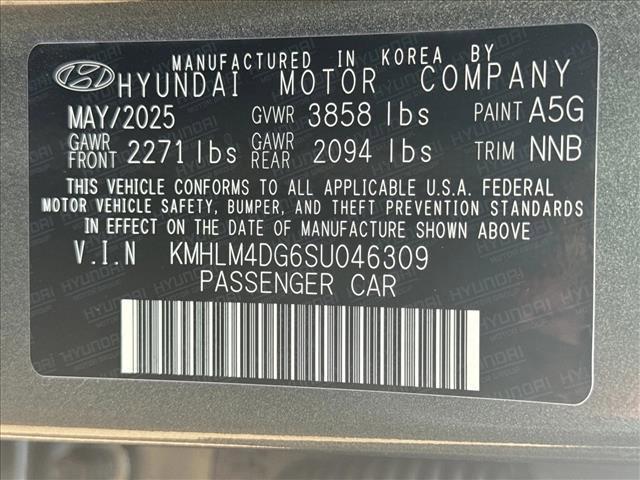 MANUFACTURED IN KOREA BY
HYUNDAI MOTOR COMPANY
MAY/2025 GVWR 3858 lbs PAINT A5G
GAWR FRONT 2271 lbs GAWR REAR 2094 lbs TRIM NNB
THIS VEHICLE CONFORMS TO ALL APPLICABLE U.S.A. FEDERAL
MOTOR VEHICLE SAFETY, BUMPER, AND THEFT PREVENTION STANDARDS
IN EFFECT ON THE DATE OF MANUFACTURE SHOWN ABOVE.
V.I.N KMHLM4DG6SU046309
PASSENGER CAR